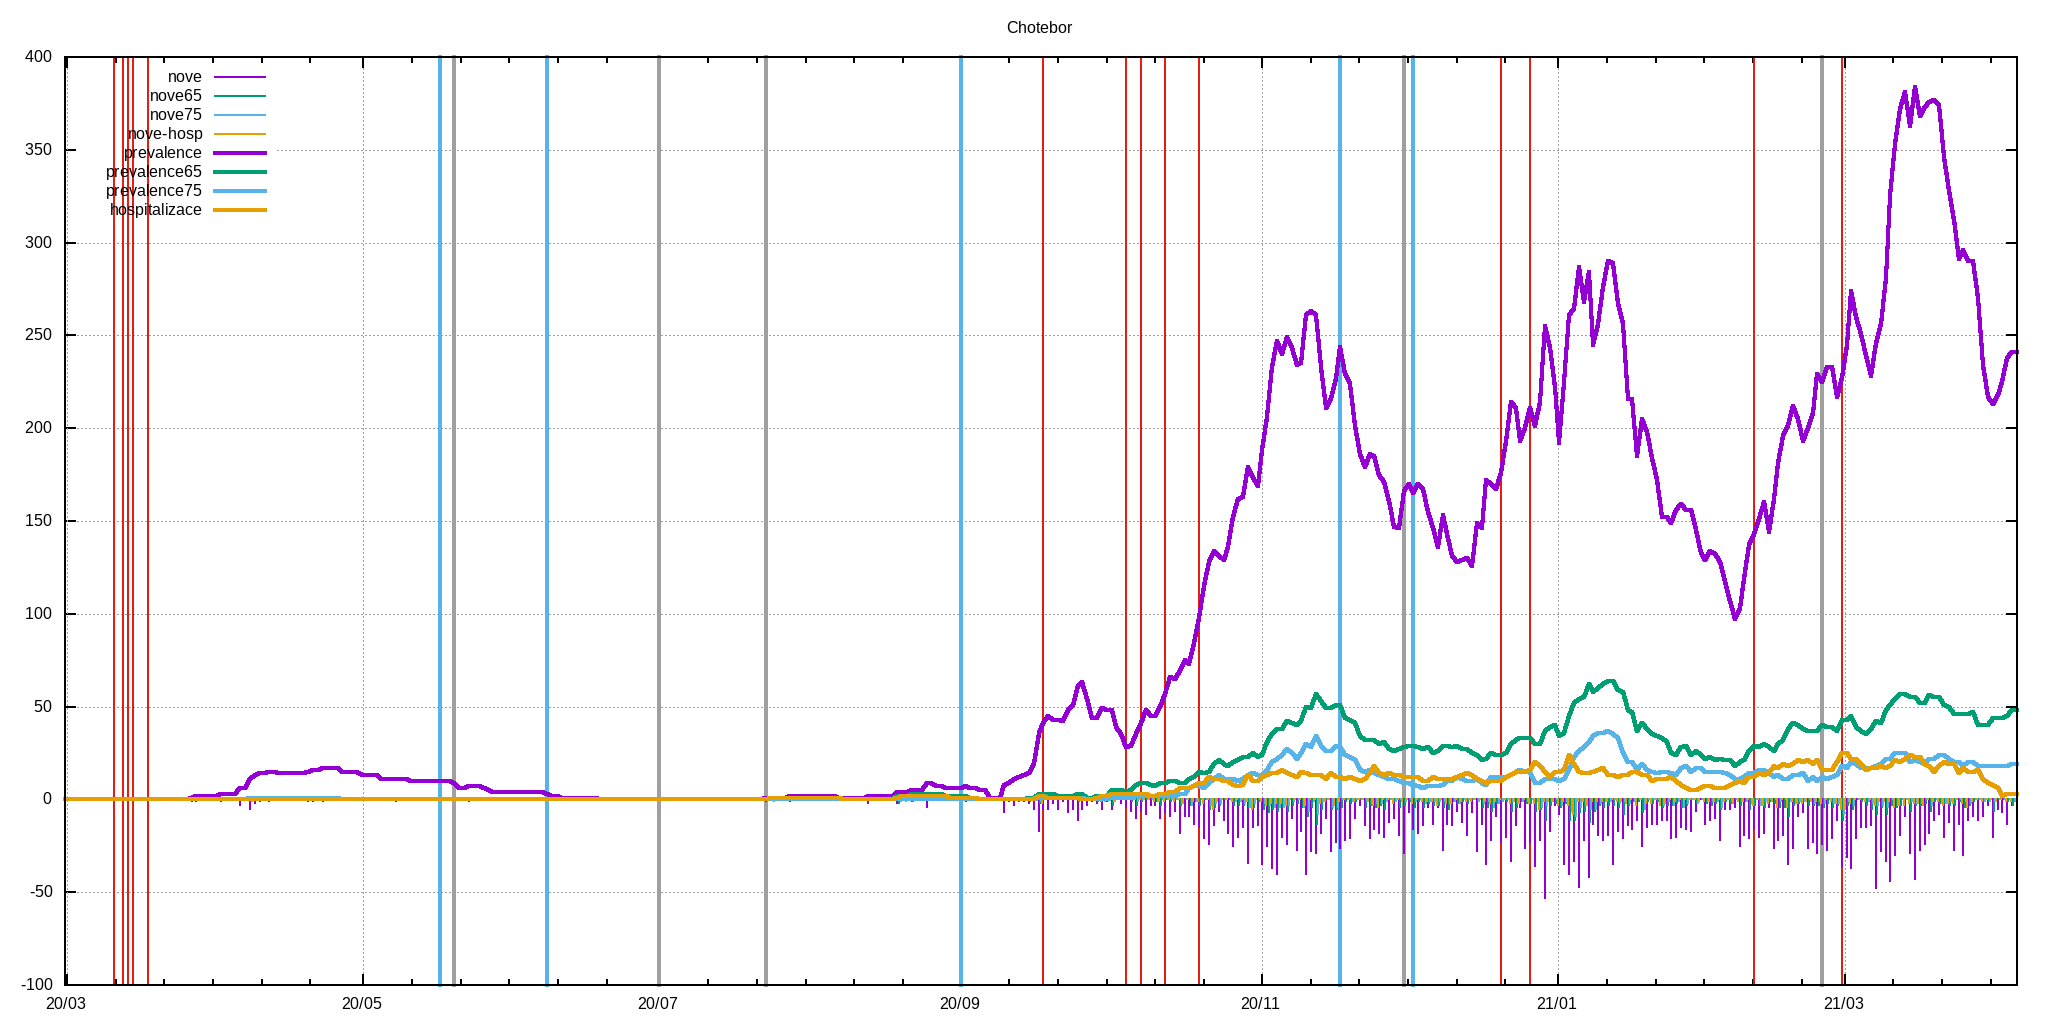 Chotebor
400
350
300
250
200
150
100
50
0
-50
-100
nove
nove65
nove75
nove-hosp
prevalence
prevalence65
prevalence75
hospitalizace
20/03 20/05 20/07 20/09 20/11 21/01 21/03